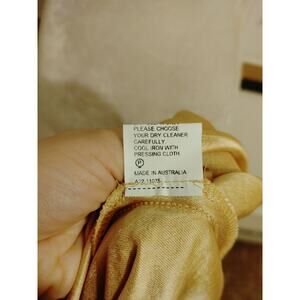 PLEASE CHOOSE
YOUR DRY CLEANER
CAREFULLY
COOL IRON WITH
PRESSING CLOTH
P
MADE IN AUSTRALIA